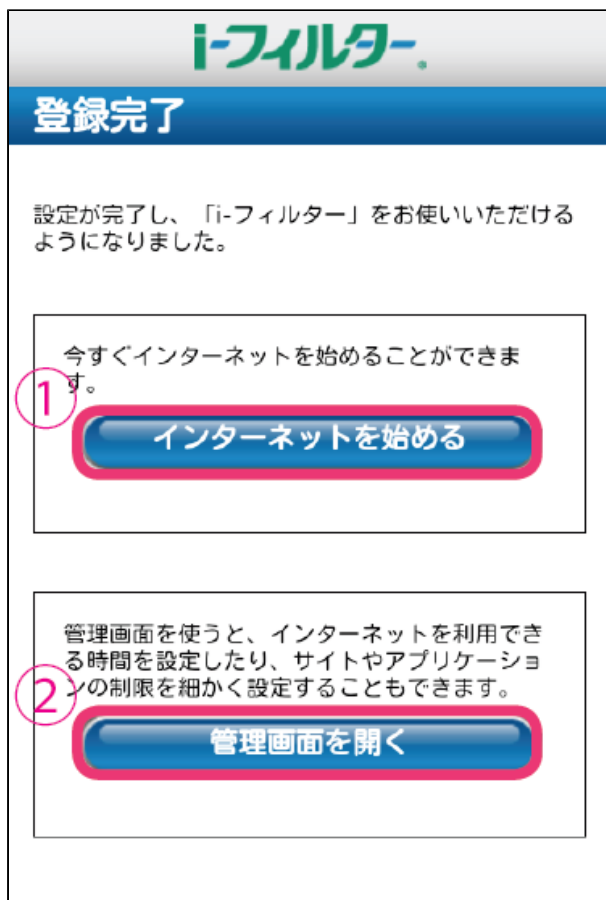 i-フィルター.
登録完了
設定が完了し、「i-フィルター」をお使いいただける
ようになりました。
今すぐインターネットを始めることができま
す。
①
インターネットを始める
管理画面を使うと、インターネットを利用でき
る時間を設定したり、サイトやアプリケーショ
ンの制限を細かく設定することもできます。
②
管理画面を開く